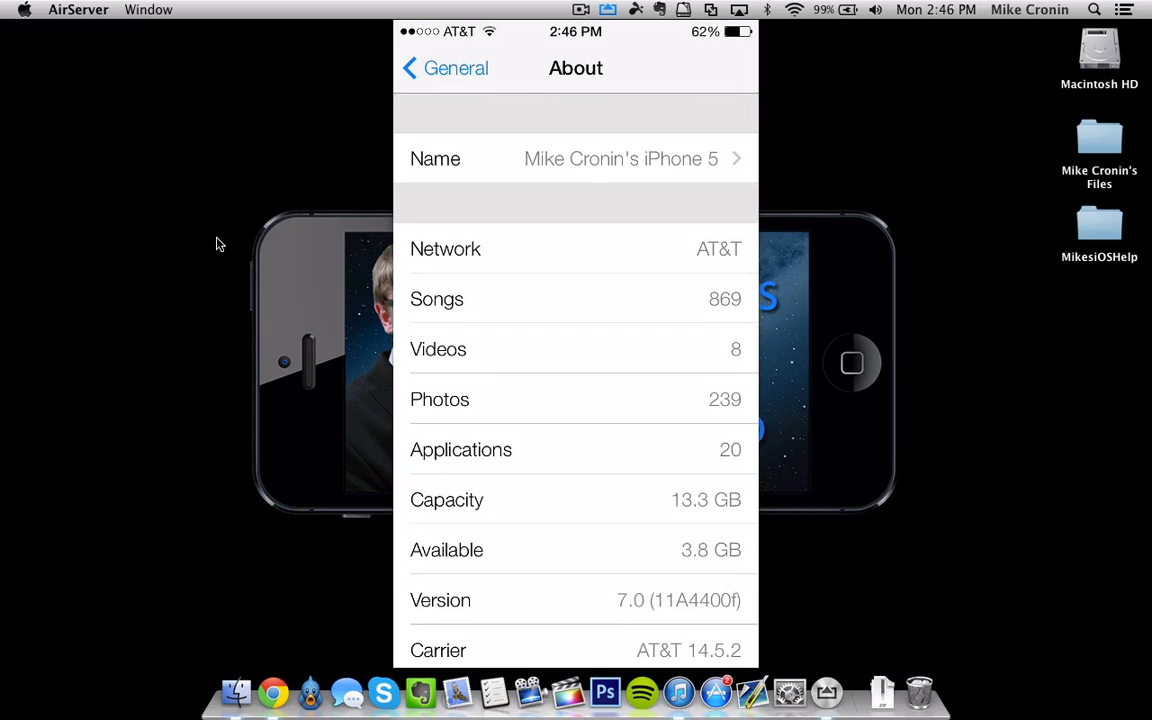 AirServer Window 99% Mon 2:46 PM Mike Cronin
AT&T 2:46 PM 62%
General About
Name Mike Cronin's iPhone 5
Network AT&T
Songs 869
Videos 8
Photos 239
Applications 20
Capacity 13.3 GB
Available 3.8 GB
Version 7.0 (11A4400f)
Carrier AT&T 14.5.2
Macintosh HD
Mike Cronin's
Files
MikesiOSHelp
S
Ps
ZIP